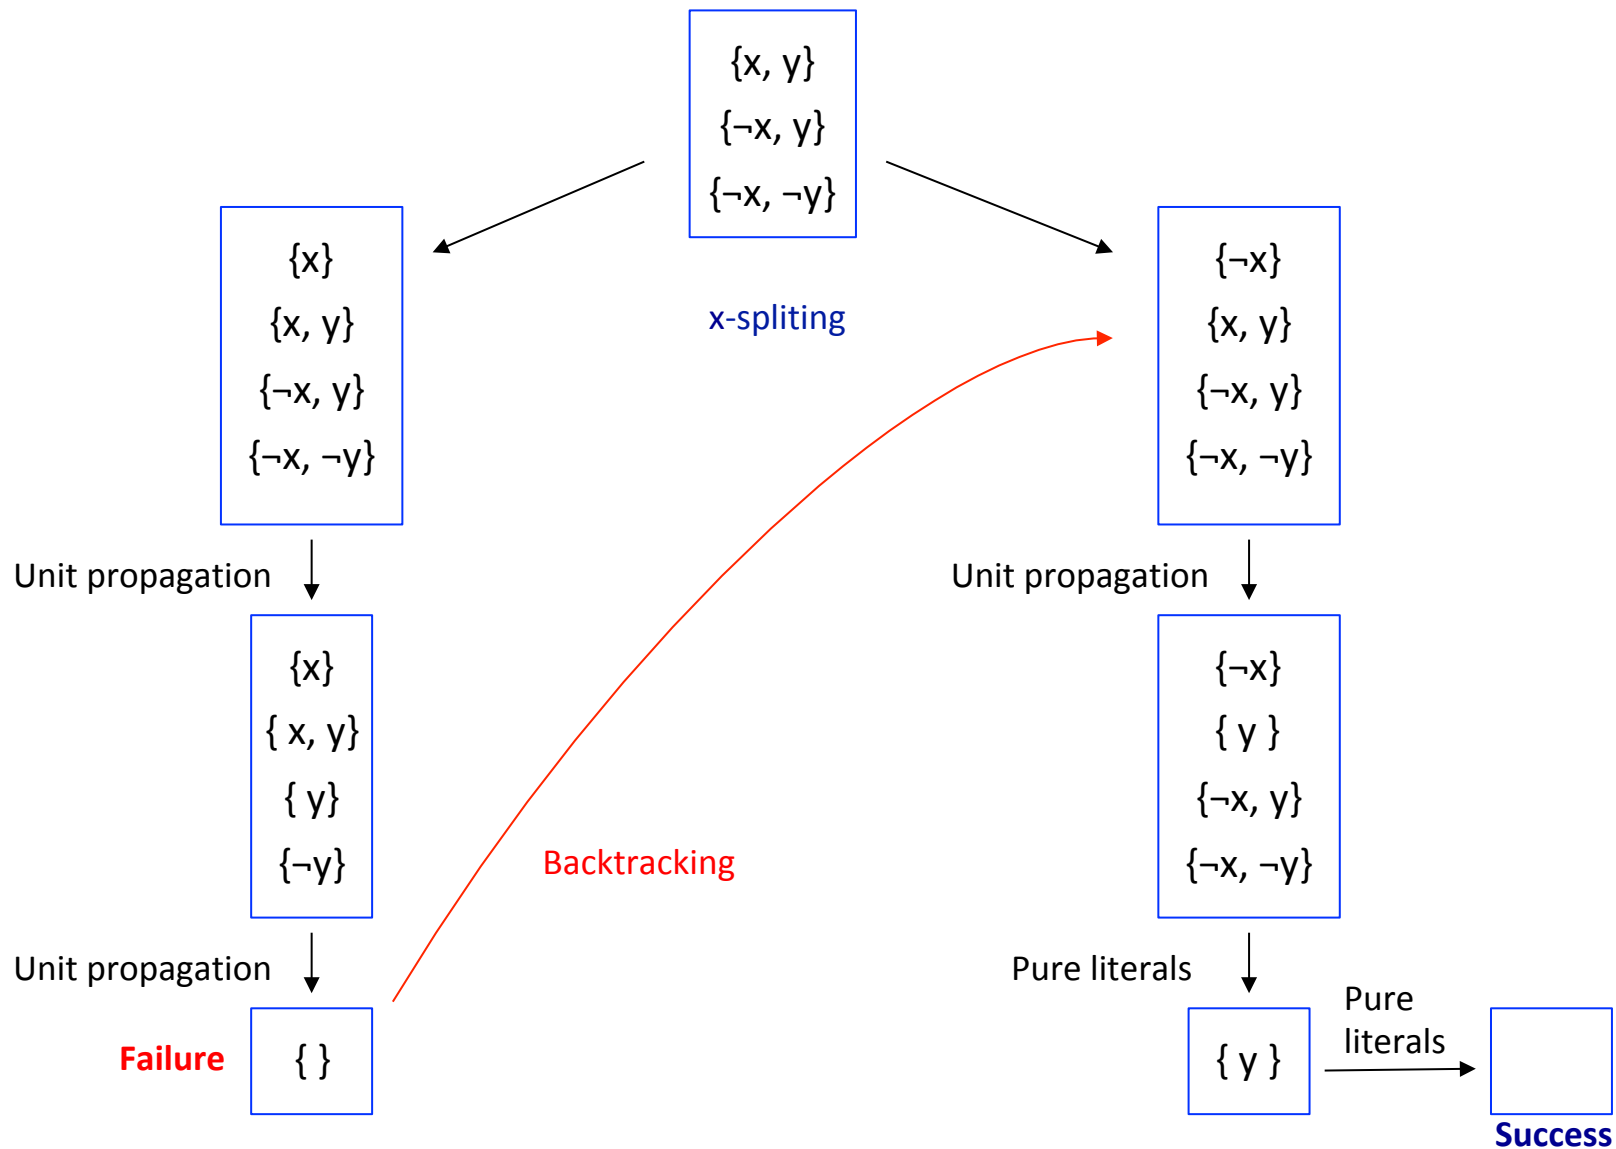 {x, y}
{¬x, y}
{¬x, ¬y}
x-spliting
{x}
{x, y}
{¬x, y}
{¬x, ¬y}
Unit propagation
{x}
{ x, y}
{ y}
{¬y}
Unit propagation
Failure
{ }
Backtracking
{¬x}
{x, y}
{¬x, y}
{¬x, ¬y}
Unit propagation
{¬x}
{ y }
{¬x, y}
{¬x, ¬y}
Pure literals
{ y }
Pure
literals
Success